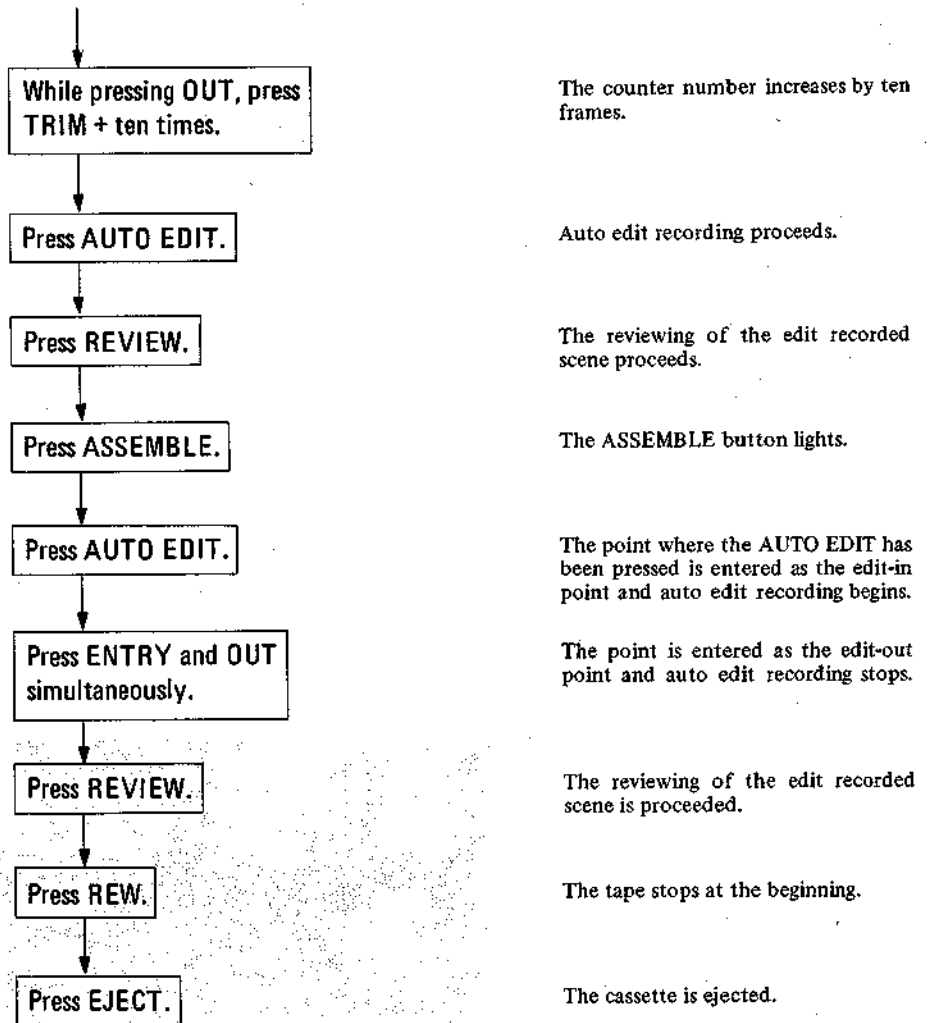 While pressing OUT, press
TRIM + ten times.
The counter number increases by ten
frames.
Press AUTO EDIT.
Auto edit recording proceeds.
Press REVIEW.
The reviewing of the edit recorded
scene proceeds.
Press ASSEMBLE.
The ASSEMBLE button lights.
Press AUTO EDIT.
The point where the AUTO EDIT has
been pressed is entered as the edit-in
point and auto edit recording begins.
Press ENTRY and OUT
simultaneously.
The point is entered as the edit-out
point and auto edit recording stops.
Press REVIEW.
The reviewing of the edit recorded
scene is proceeded.
Press REW.
The tape stops at the beginning.
Press EJECT.
The cassette is ejected.